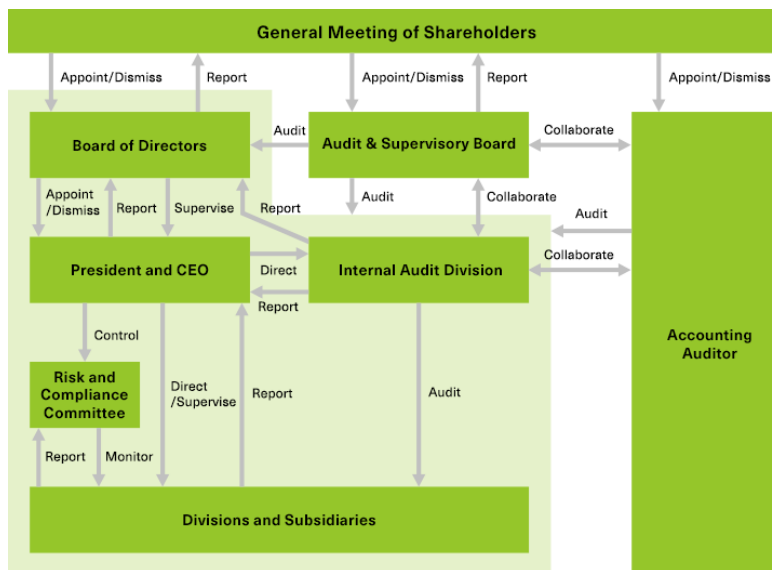 General Meeting of Shareholders
Appoint/Dismiss
Report
Appoint/Dismiss
Report
Appoint/Dismiss
Board of Directors
Audit
Audit & Supervisory Board
Collaborate
Appoint
/Dismiss
Report
Supervise
Report
Audit
Collaborate
Audit
President and CEO
Direct
Internal Audit Division
Collaborate
Report
Control
Accounting
Auditor
Risk and
Compliance
Committee
Direct
/Supervise
Report
Audit
Report
Monitor
Divisions and Subsidiaries